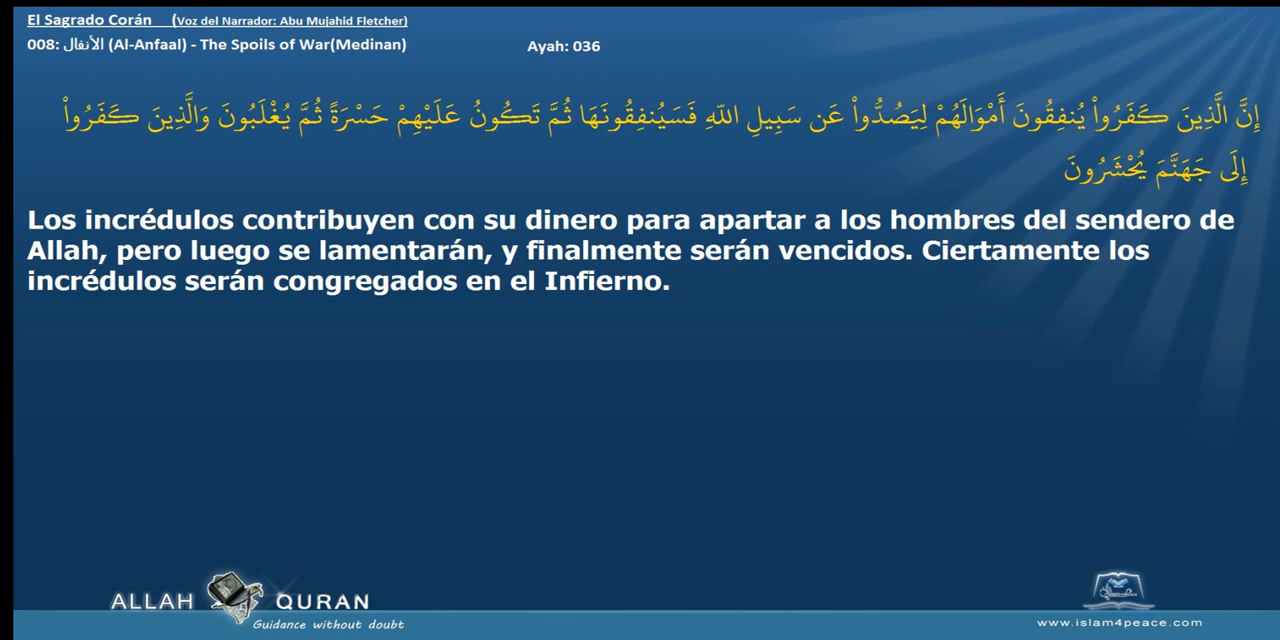 El Sagrado Corán (Voz del Narrador: Abu Mujahid Fletcher)
008: الأنفال (Al-Anfaal) - The Spoils of War(Medinan) Ayah: 036
إِنَّ الَّذِينَ كَفَرُواْ يُنفِقُونَ أَمْوَالَهُمْ لِيَصُدُّواْ عَن سَبِيلِ اللّهِ فَسَيُنفِقُونَهَا ثُمَّ تَكُونُ عَلَيْهِمْ حَسْرَةً ثُمَّ يُغْلَبُونَ وَالَّذِينَ كَفَرُواْ
إِلَى جَهَنَّمَ يُحْشَرُونَ
Los incrédulos contribuyen con su dinero para apartar a los hombres del sendero de
Allah, pero luego se lamentarán, y finalmente serán vencidos. Ciertamente los
incrédulos serán congregados en el Infierno.
ALLAH QURAN
Guidance without doubt
www.islam4peace.com